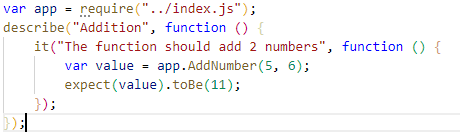 var app = require("../index.js");
describe("Addition", function () {
    it("The function should add 2 numbers", function () {
        var value = app.AddNumber(5, 6);
        expect(value).toBe(11);
    });
});